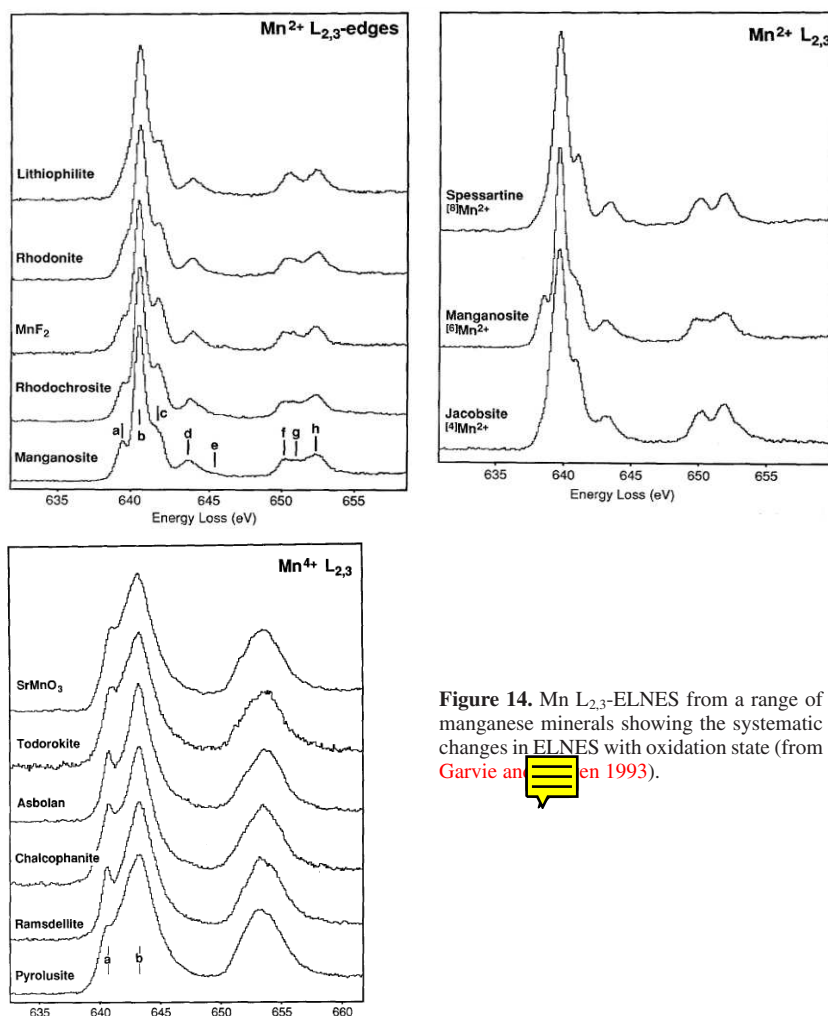 Mn2+ L2,3-edges
Lithiophilite
Rhodonite
MnF2
Rhodochrosite
a
b
c
d
e
f
g
h
Manganosite
635 640 645 650 655
Energy Loss (eV)
Mn2+ L2,3
Spessartine
[8]Mn2+
Manganosite
[6]Mn2+
Jacobsite
[4]Mn2+
635 640 645 650 655
Energy Loss (eV)
Mn4+ L2,3
SrMnO3
Todorokite
Asbolan
Chalcophanite
Ramsdellite
a b
Pyrolusite
635 640 645 650 655 660
Figure 14. Mn L2,3-ELNES from a range of
manganese minerals showing the systematic
changes in ELNES with oxidation state (from
Garvie 1993).